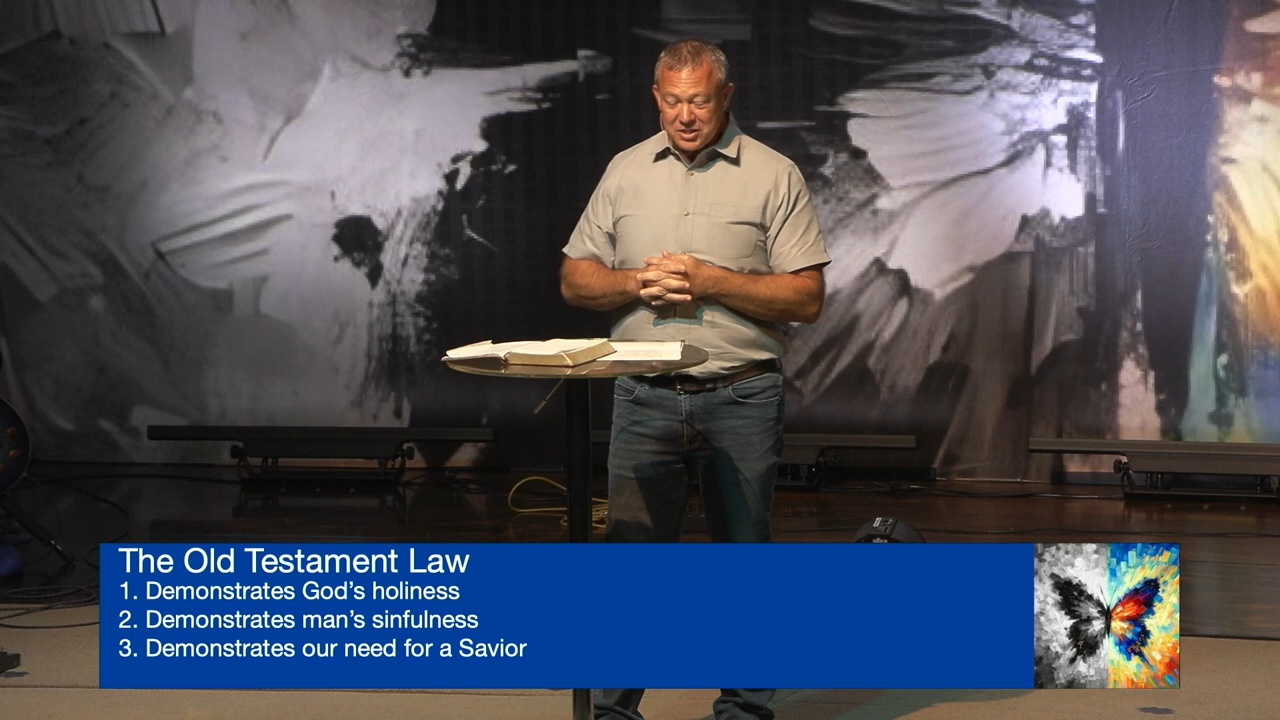 The Old Testament Law
1. Demonstrates God's holiness
2. Demonstrates man's sinfulness
3. Demonstrates our need for a Savior